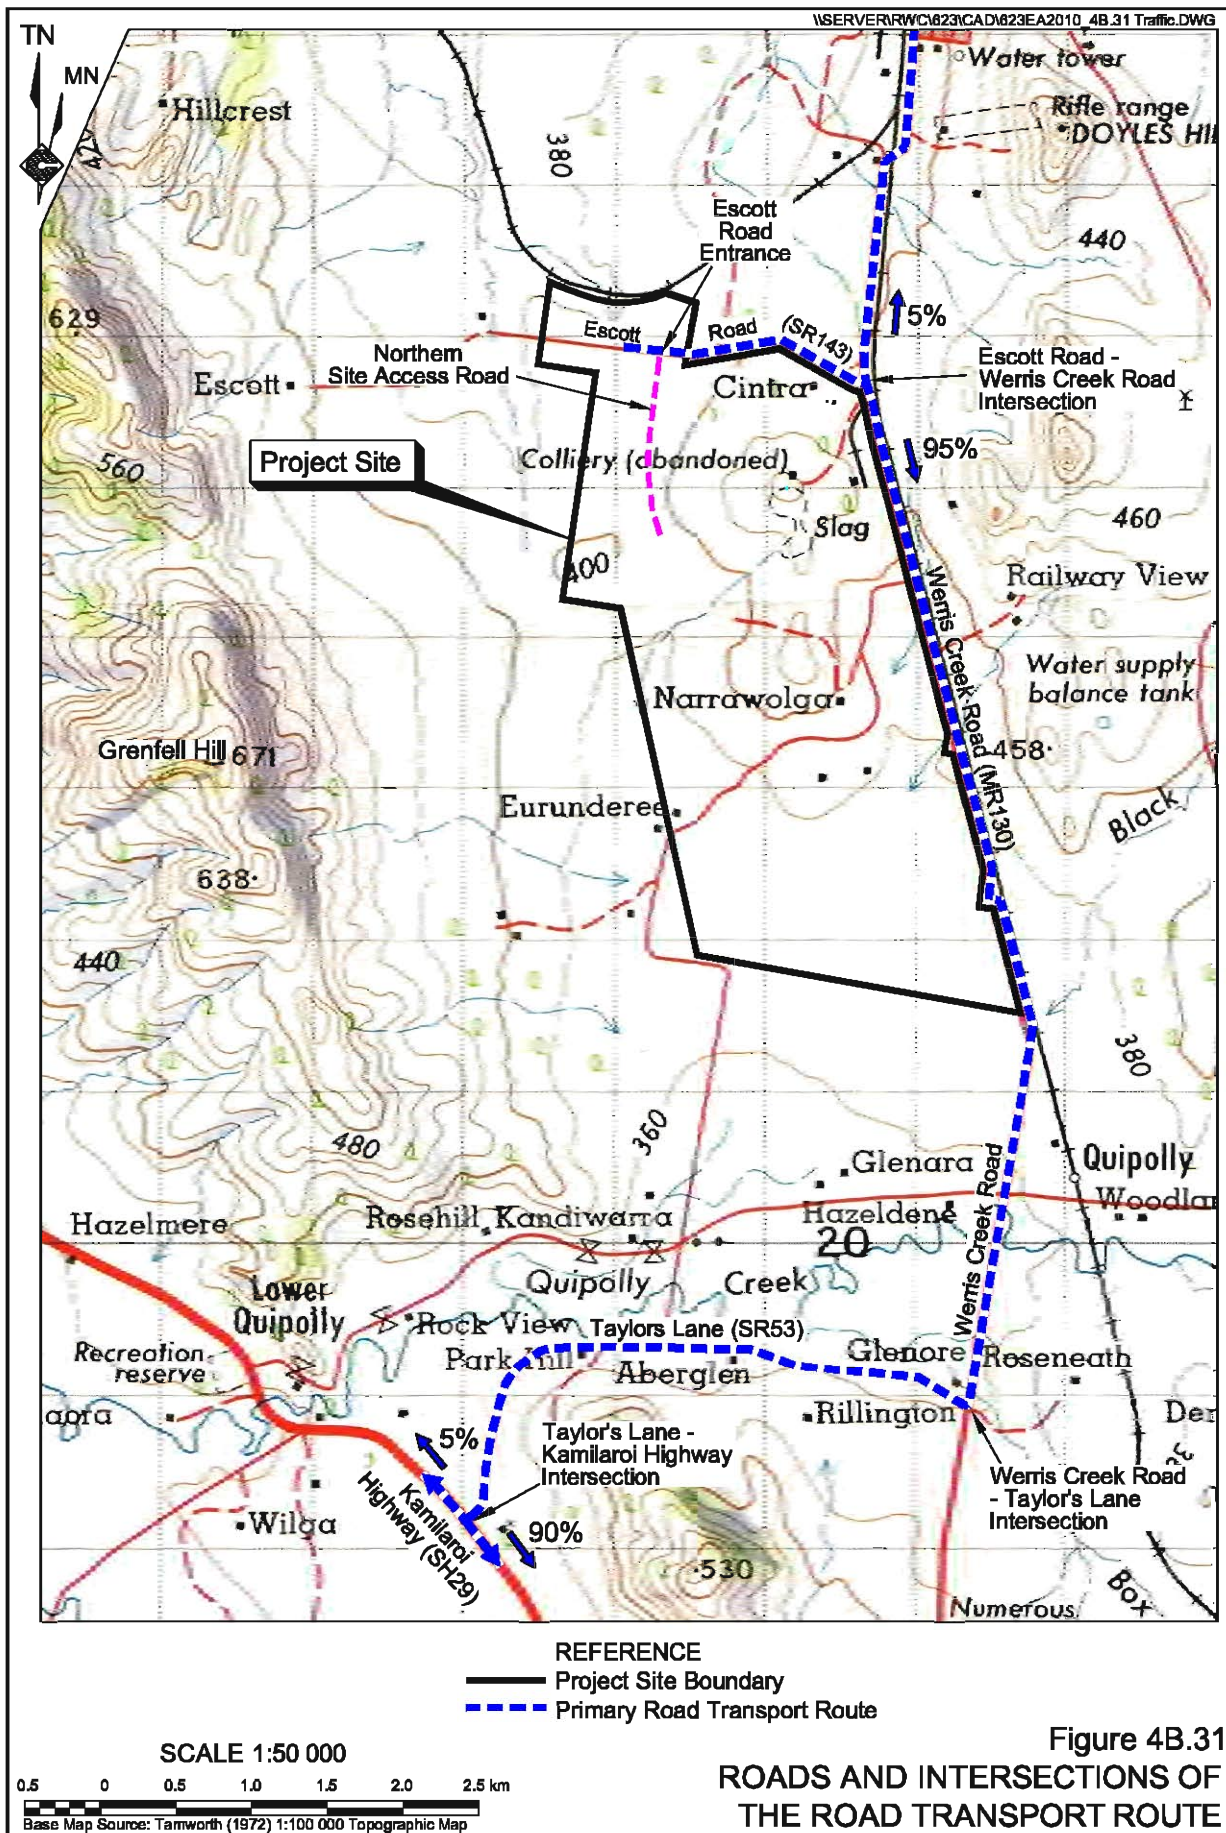 \\SERVER\RWC\623\CAD\623EA2010_4B.31 Traffic.DWG
TN
MN
Hillcrest
380
Water tower
Rifle range
DOYLES HI
Escott
Road
Entrance
440
629
Escott
Road
(SR143)
5%
Northern
Site Access Road
Escott
Cintra
Escott Road -
Werris Creek Road
Intersection
560
Project Site
Colliery (abandoned)
95%
Slag
460
400
Railway View
Werris Creek Road (MR130)
Water supply
balance tank
Narrawolga
Grenfell Hill 671
458
Eurunderee
Black
638
440
380
480
360
Glenara
Quipolly
Werris Creek Road
Woodla
Hazelmere
Rosehill
Kandiwarra
Hazeldene
20
Lower
Quipolly
Quipolly
Creek
Rock View
Taylors Lane (SR53)
Recreation
reserve
Park Hill
Aberglen
Glenore
Roseneath
aora
Rillington
Der
5%
Taylor's Lane -
Kamilaroi Highway
Intersection
Werris Creek Road
- Taylor's Lane
Intersection
Kamilaroi
Highway (SH29)
Wilga
90%
530
Box
Numerous
REFERENCE
Project Site Boundary
Primary Road Transport Route
SCALE 1:50 000
0.5 0 0.5 1.0 1.5 2.0 2.5 km
Base Map Source: Tamworth (1972) 1:100 000 Topographic Map
Figure 4B.31
ROADS AND INTERSECTIONS OF
THE ROAD TRANSPORT ROUTE